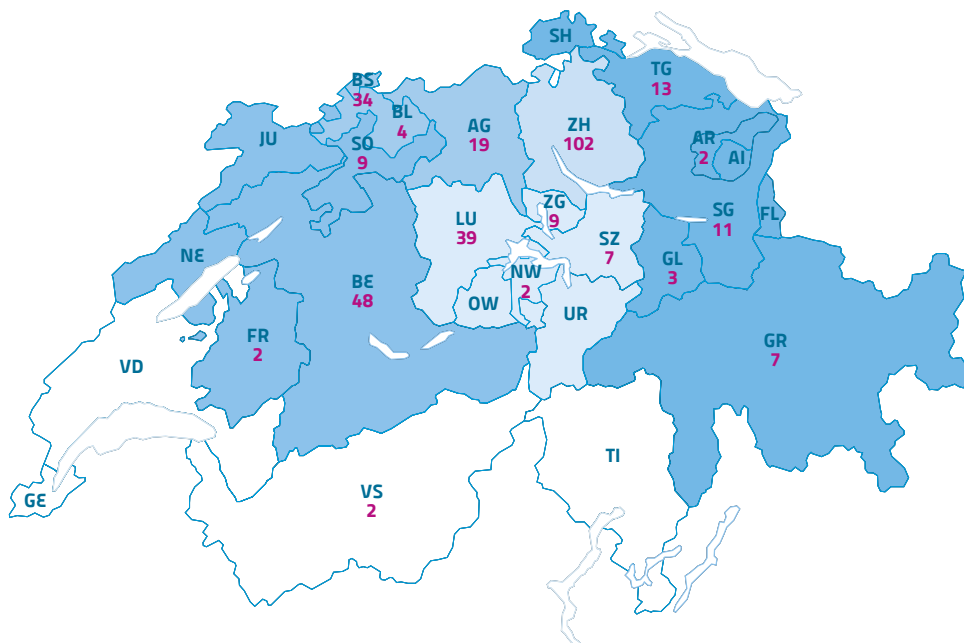 SH
TG
13
BS
34
BL
4
AG
19
ZH
102
JU
SO
9
AR
2
AI
ZG
9
LU
39
SZ
7
SG
11
FL
NE
BE
48
NW
2
OW
GL
3
UR
FR
2
GR
7
VD
TI
VS
2
GE